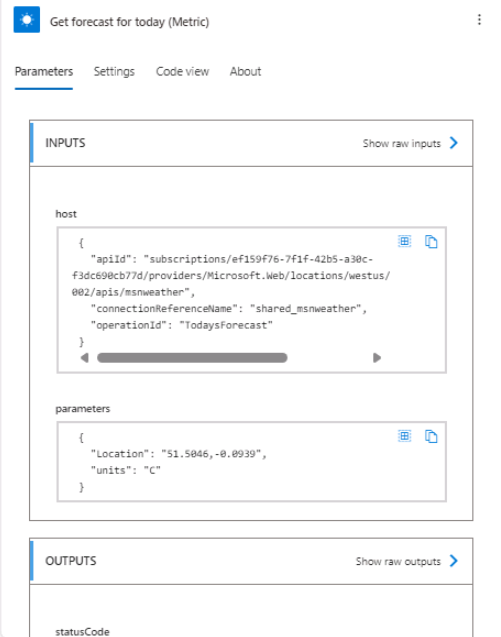 Get forecast for today (Metric)
Parameters Settings Code view About
INPUTS Show raw inputs
host
{
"apiId": "subscriptions/ef159f76-7f1f-42b5-a30c-
f3dc690cb77d/providers/Microsoft.Web/locations/westus/
002/apis/msnweather",
"connectionReferenceName": "shared_msnweather",
"operationId": "TodaysForecast"
}
parameters
{
"Location": "51.5046,-0.0939",
"units": "C"
}
OUTPUTS Show raw outputs
statusCode